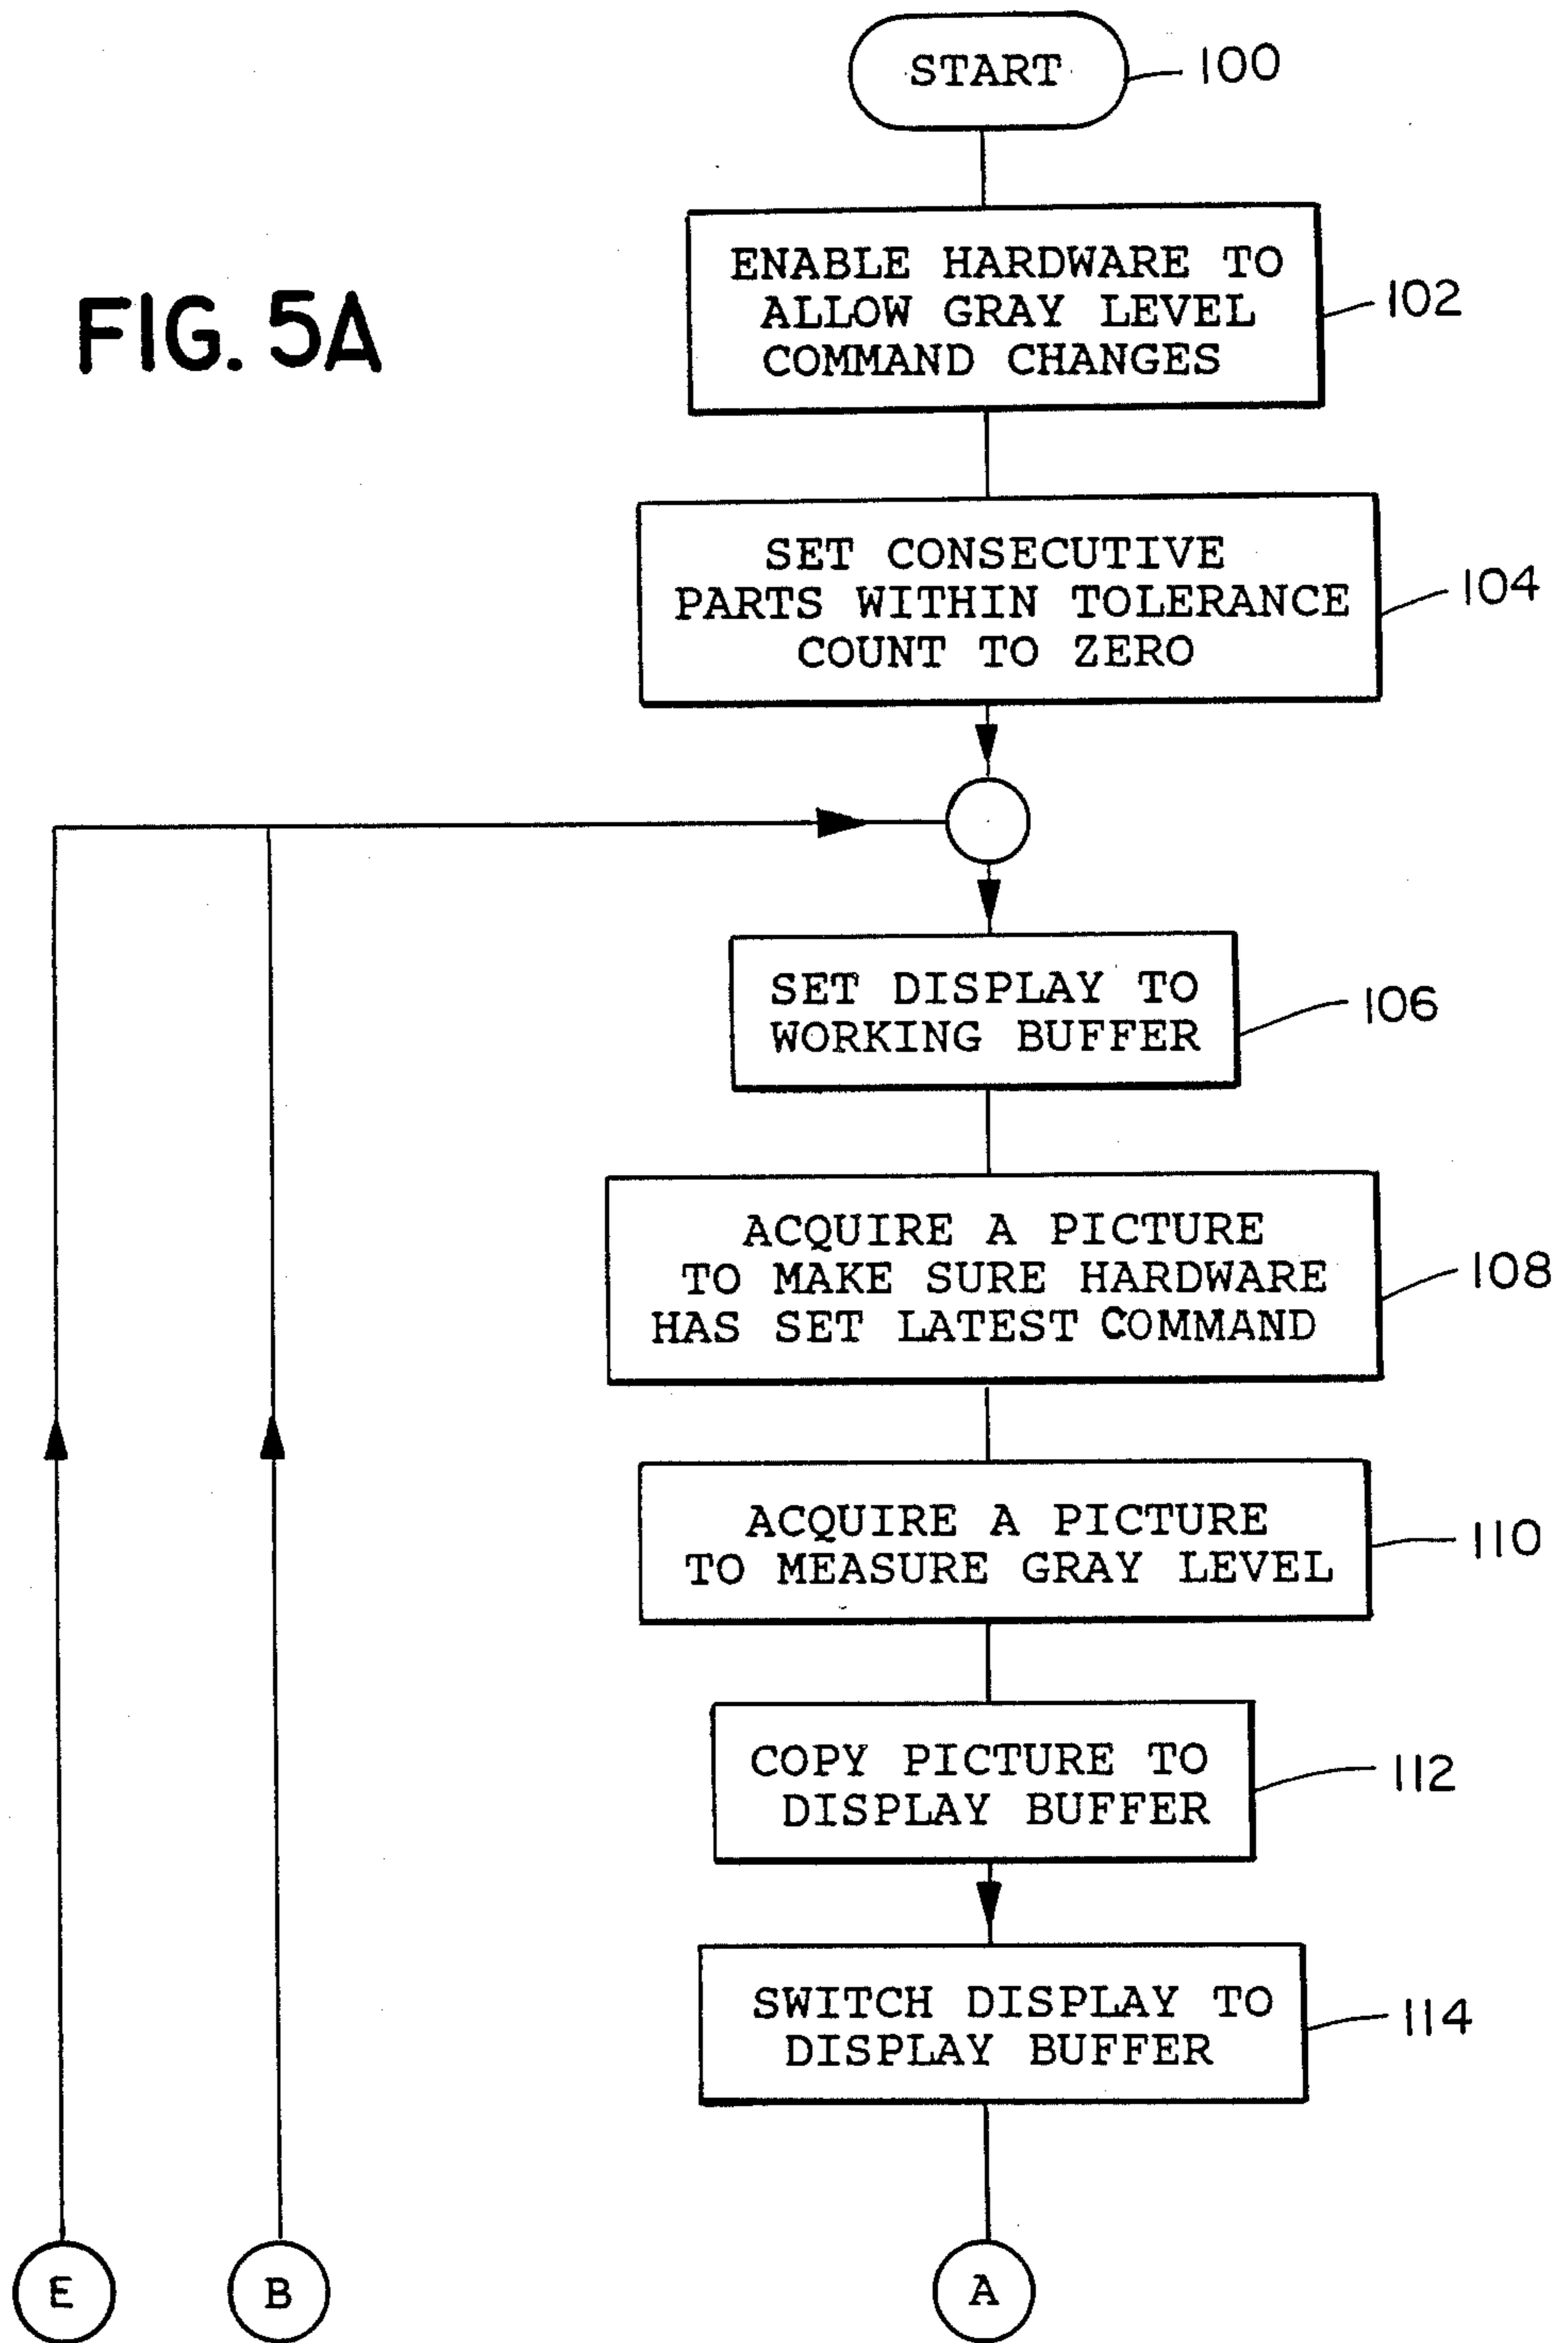 START
100
FIG. 5A
ENABLE HARDWARE TO
ALLOW GRAY LEVEL
COMMAND CHANGES
102
SET CONSECUTIVE
PARTS WITHIN TOLERANCE
COUNT TO ZERO
104
SET DISPLAY TO
WORKING BUFFER
106
ACQUIRE A PICTURE
TO MAKE SURE HARDWARE
HAS SET LATEST COMMAND
108
ACQUIRE A PICTURE
TO MEASURE GRAY LEVEL
110
COPY PICTURE TO
DISPLAY BUFFER
112
SWITCH DISPLAY TO
DISPLAY BUFFER
114
E
B
A